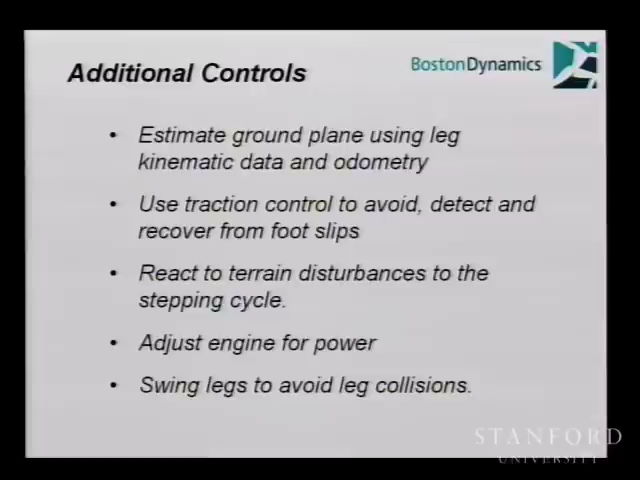 Additional Controls
BostonDynamics
• Estimate ground plane using leg
kinematic data and odometry
• Use traction control to avoid, detect and
recover from foot slips
• React to terrain disturbances to the
stepping cycle.
• Adjust engine for power
• Swing legs to avoid leg collisions.
STANFORD
UNIVERSITY